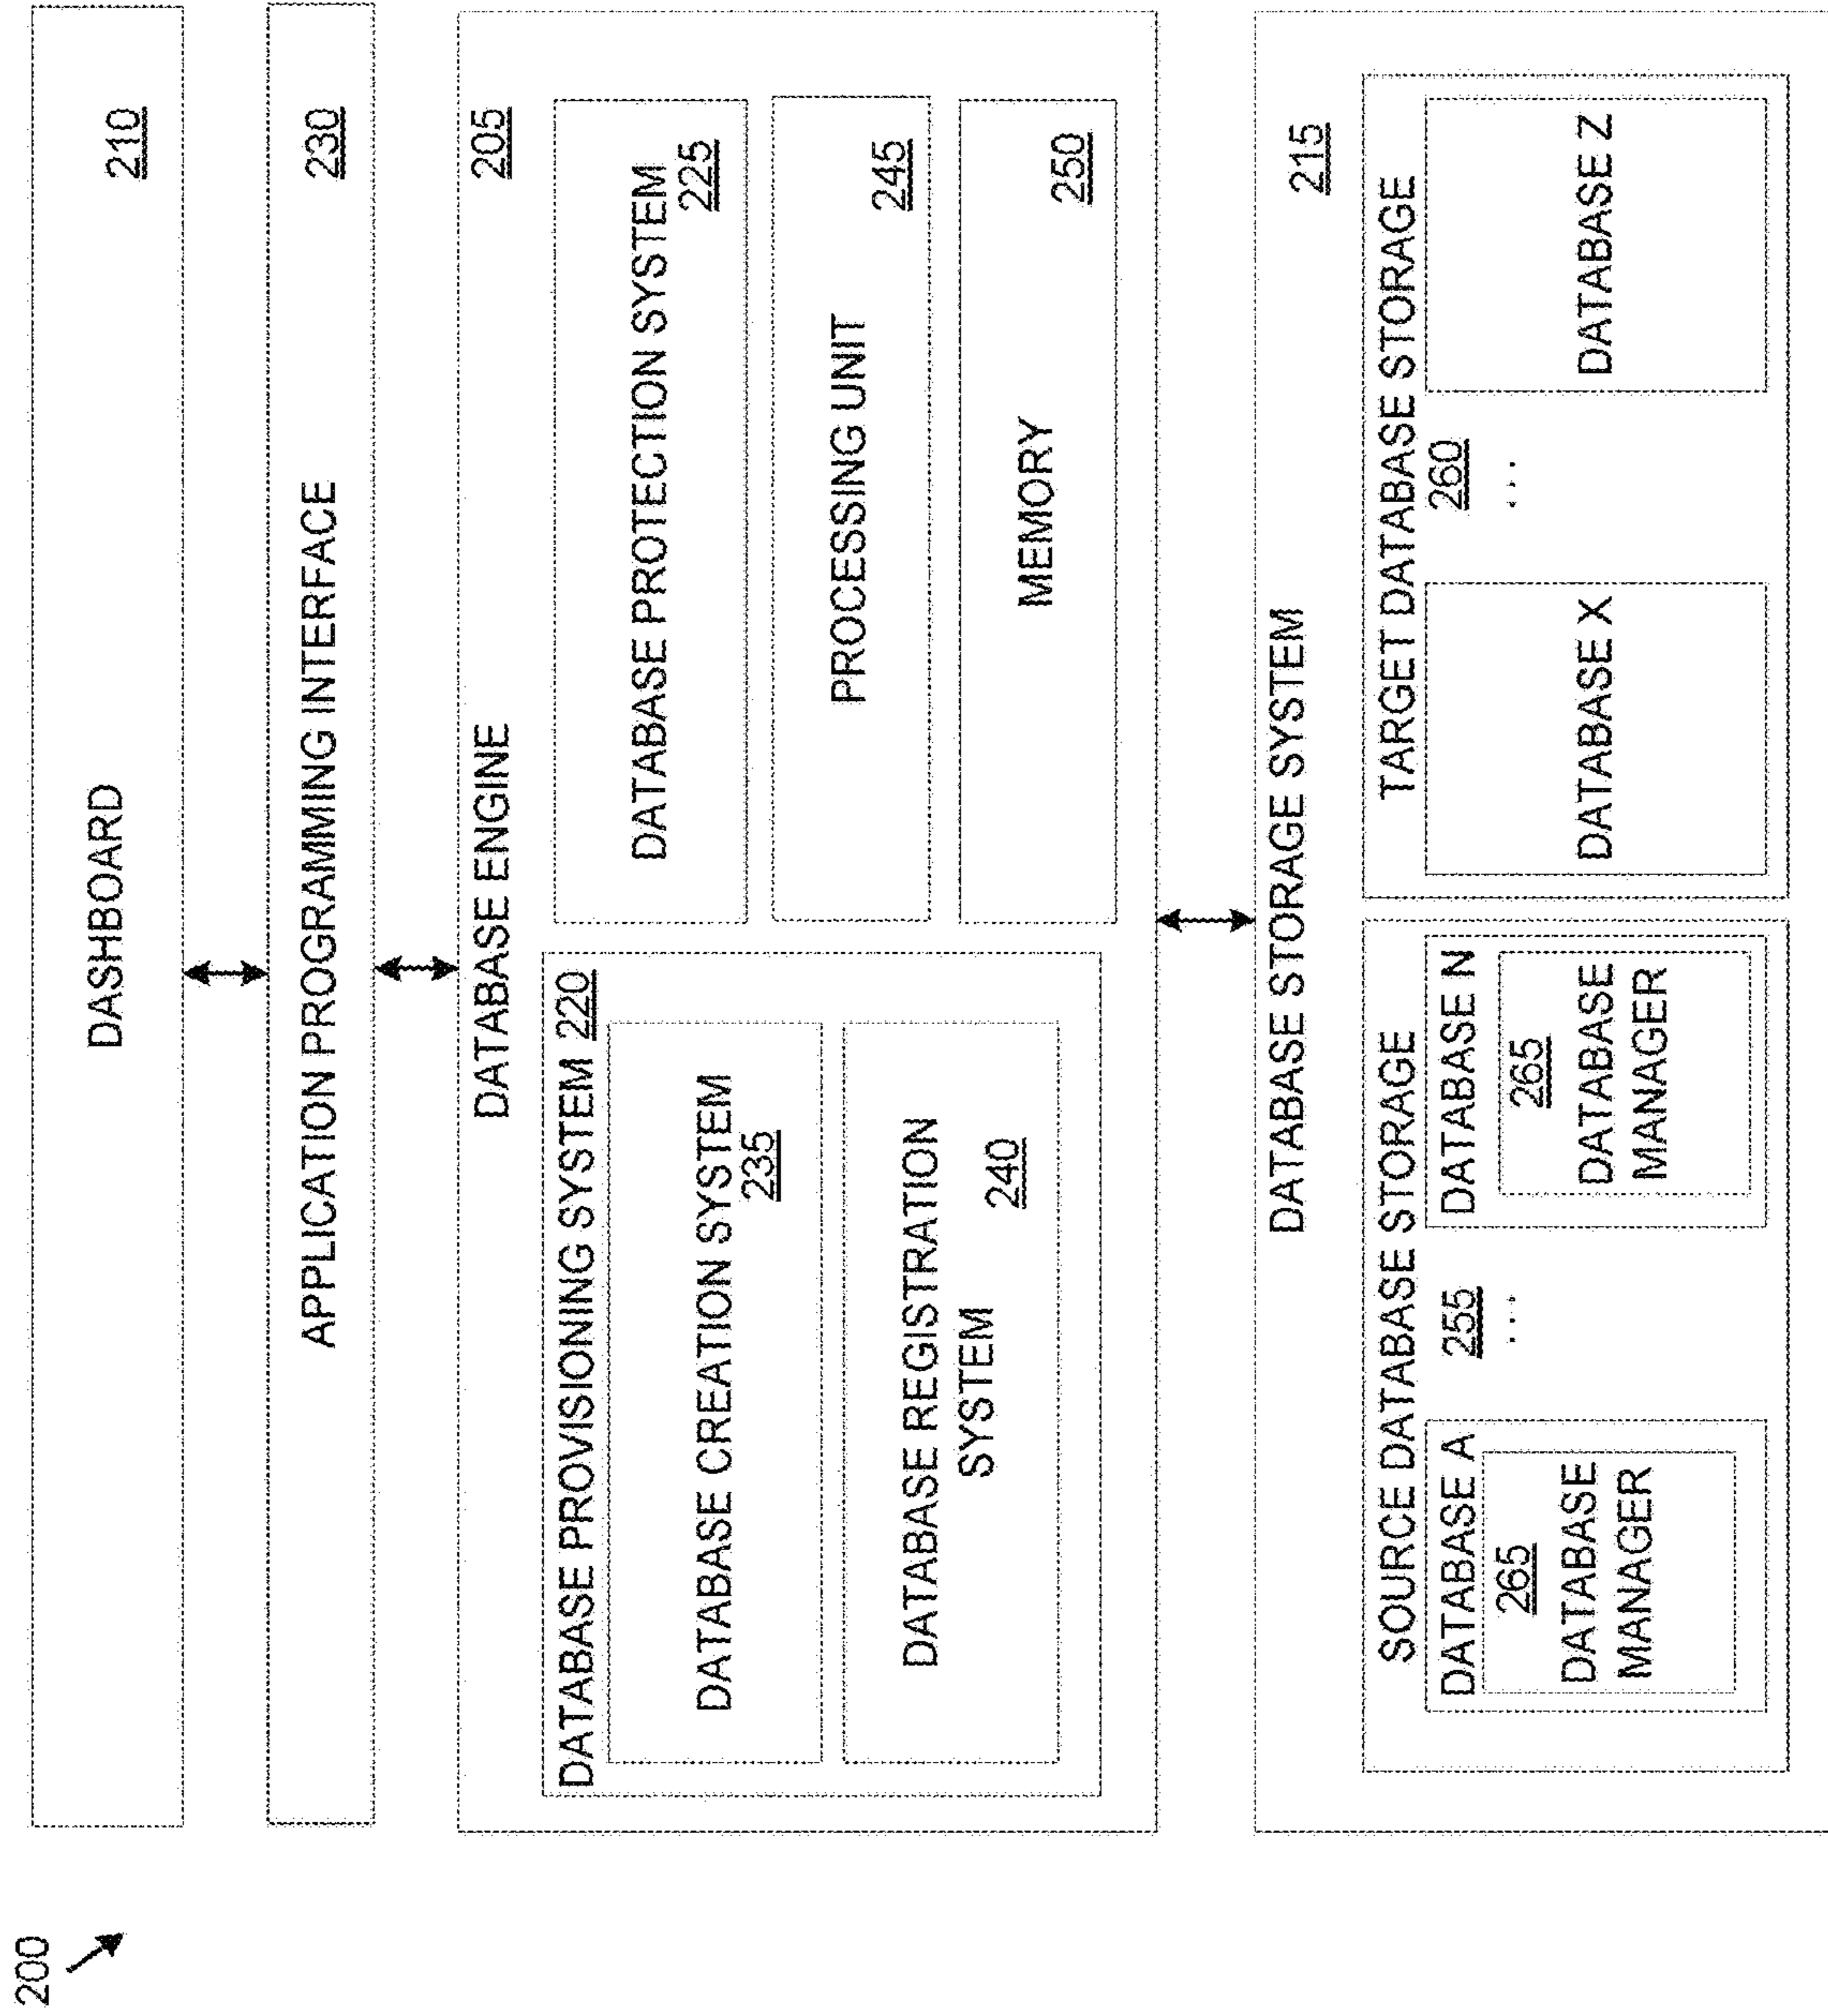 200
DASHBOARD
210
APPLICATION PROGRAMMING INTERFACE
230
DATABASE ENGINE
205
DATABASE PROVISIONING SYSTEM 220
DATABASE CREATION SYSTEM
235
DATABASE REGISTRATION
SYSTEM
240
DATABASE PROTECTION SYSTEM
225
PROCESSING UNIT
245
MEMORY
250
DATABASE STORAGE SYSTEM
215
SOURCE DATABASE STORAGE
255
DATABASE A
265
DATABASE
MANAGER
...
DATABASE N
265
DATABASE
MANAGER
TARGET DATABASE STORAGE
260
DATABASE X
...
DATABASE Z